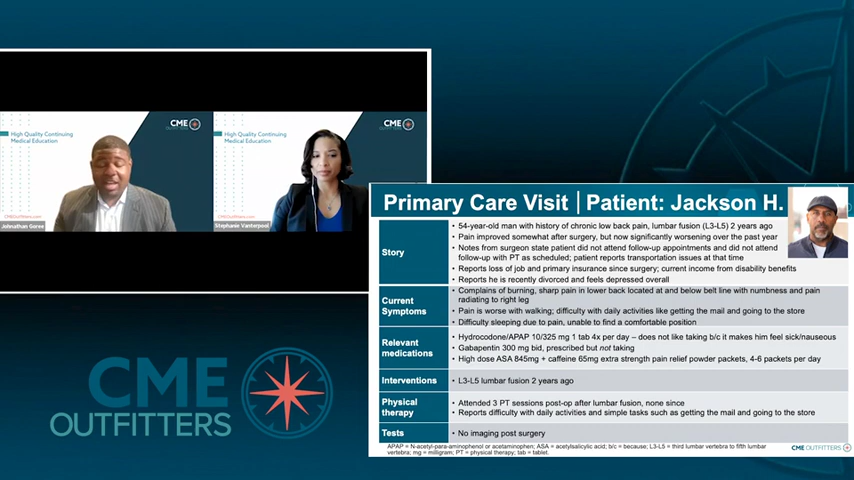 High Quality Continuing
Medical Education
CME
OUTFITTERS
CMEOutfitters.com
Johnathan Goree
High Quality Continuing
Medical Education
CME
OUTFITTERS
CMEOutfitters.com
Stephanie Vanterpool
Primary Care Visit | Patient: Jackson H.
Story
• 54-year-old man with history of chronic low back pain, lumbar fusion (L3-L5) 2 years ago
• Pain improved somewhat after surgery, but now significantly worsening over the past year
• Notes from surgeon state patient did not attend follow-up appointments and did not attend
follow-up with PT as scheduled; patient reports transportation issues at that time
• Reports loss of job and primary insurance since surgery; current income from disability benefits
• Reports he is recently divorced and feels depressed overall
Current
Symptoms
• Complains of burning, sharp pain in lower back located at and below belt line with numbness and pain
radiating to right leg
• Pain is worse with walking; difficulty with daily activities like getting the mail and going to the store
• Difficulty sleeping due to pain, unable to find a comfortable position
Relevant
medications
• Hydrocodone/APAP 10/325 mg 1 tab 4x per day – does not like taking b/c it makes him feel sick/nauseous
• Gabapentin 300 mg bid, prescribed but not taking
• High dose ASA 845mg + caffeine 65mg extra strength pain relief powder packets, 4-6 packets per day
Interventions
• L3-L5 lumbar fusion 2 years ago
Physical
therapy
• Attended 3 PT sessions post-op after lumbar fusion, none since
• Reports difficulty with daily activities and simple tasks such as getting the mail and going to the store
Tests
• No imaging post surgery
APAP = N-acetyl-para-aminophenol or acetaminophen; ASA = acetylsalicylic acid; b/c = because; L3-L5 = third lumbar vertebra to fifth lumbar
vertebra; mg = milligram; PT = physical therapy; tab = tablet.
CME OUTFITTERS
CME
OUTFITTERS